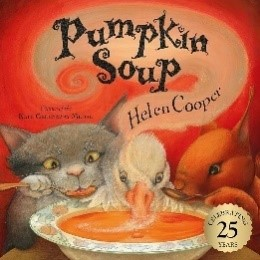 Pumpkin
Soup
Helen Cooper
CELEBRATING
25
YEARS